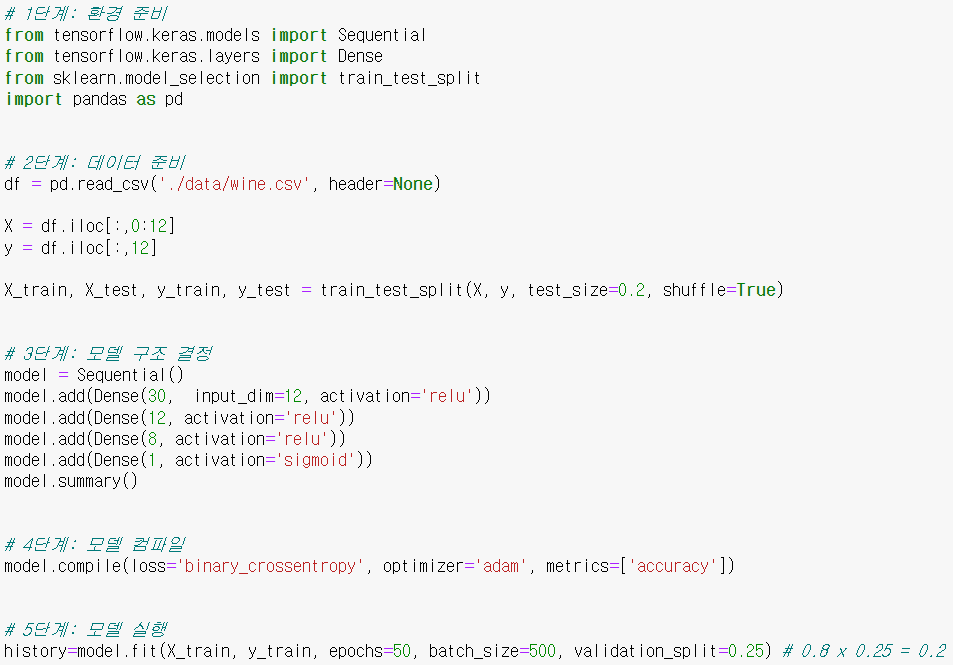 # 1단계: 환경 준비
from tensorflow.keras.models import Sequential
from tensorflow.keras.layers import Dense
from sklearn.model_selection import train_test_split
import pandas as pd
# 2단계: 데이터 준비
df = pd.read_csv('./data/wine.csv', header=None)
X = df.iloc[:,0:12]
y = df.iloc[:,12]
X_train, X_test, y_train, y_test = train_test_split(X, y, test_size=0.2, shuffle=True)
# 3단계: 모델 구조 결정
model = Sequential()
model.add(Dense(30,  input_dim=12, activation='relu'))
model.add(Dense(12, activation='relu'))
model.add(Dense(8, activation='relu'))
model.add(Dense(1, activation='sigmoid'))
model.summary()
# 4단계: 모델 컴파일
model.compile(loss='binary_crossentropy', optimizer='adam', metrics=['accuracy'])
# 5단계: 모델 실행
history=model.fit(X_train, y_train, epochs=50, batch_size=500, validation_split=0.25) # 0.8 x 0.25 = 0.2